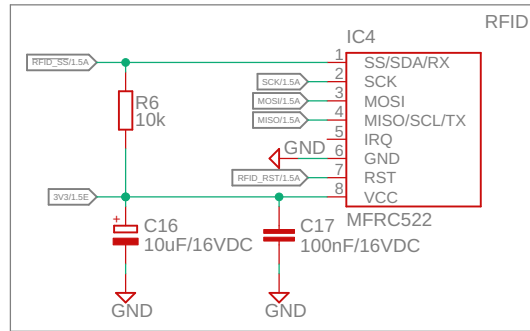 RFID
IC4
RFID_SS/1.5A
1 SS/SDA/RX
SCK/1.5A 2 SCK
R6
10k
MOSI/1.5A 3 MOSI
MISO/1.5A 4 MISO/SCL/TX
5 IRQ
GND 6 GND
RFID_RST/1.5A 7 RST
3V3/1.5E 8 VCC
MFRC522
+
C16
10uF/16VDC
C17
100nF/16VDC
GND
GND